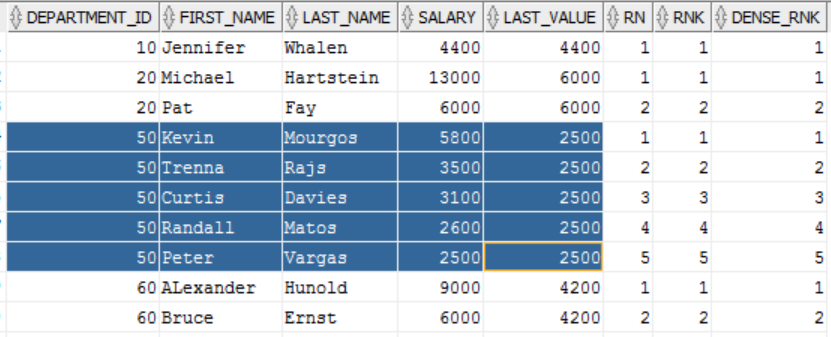 DEPARTMENT_ID FIRST_NAME LAST_NAME SALARY LAST_VALUE RN RNK DENSE_RNK
10 Jennifer Whalen 4400 4400 1 1 1
20 Michael Hartstein 13000 6000 1 1 1
20 Pat Fay 6000 6000 2 2 2
50 Kevin Mourgos 5800 2500 1 1 1
50 Trenna Rajs 3500 2500 2 2 2
50 Curtis Davies 3100 2500 3 3 3
50 Randall Matos 2600 2500 4 4 4
50 Peter Vargas 2500 2500 5 5 5
60 ALexander Hunold 9000 4200 1 1 1
60 Bruce Ernst 6000 4200 2 2 2